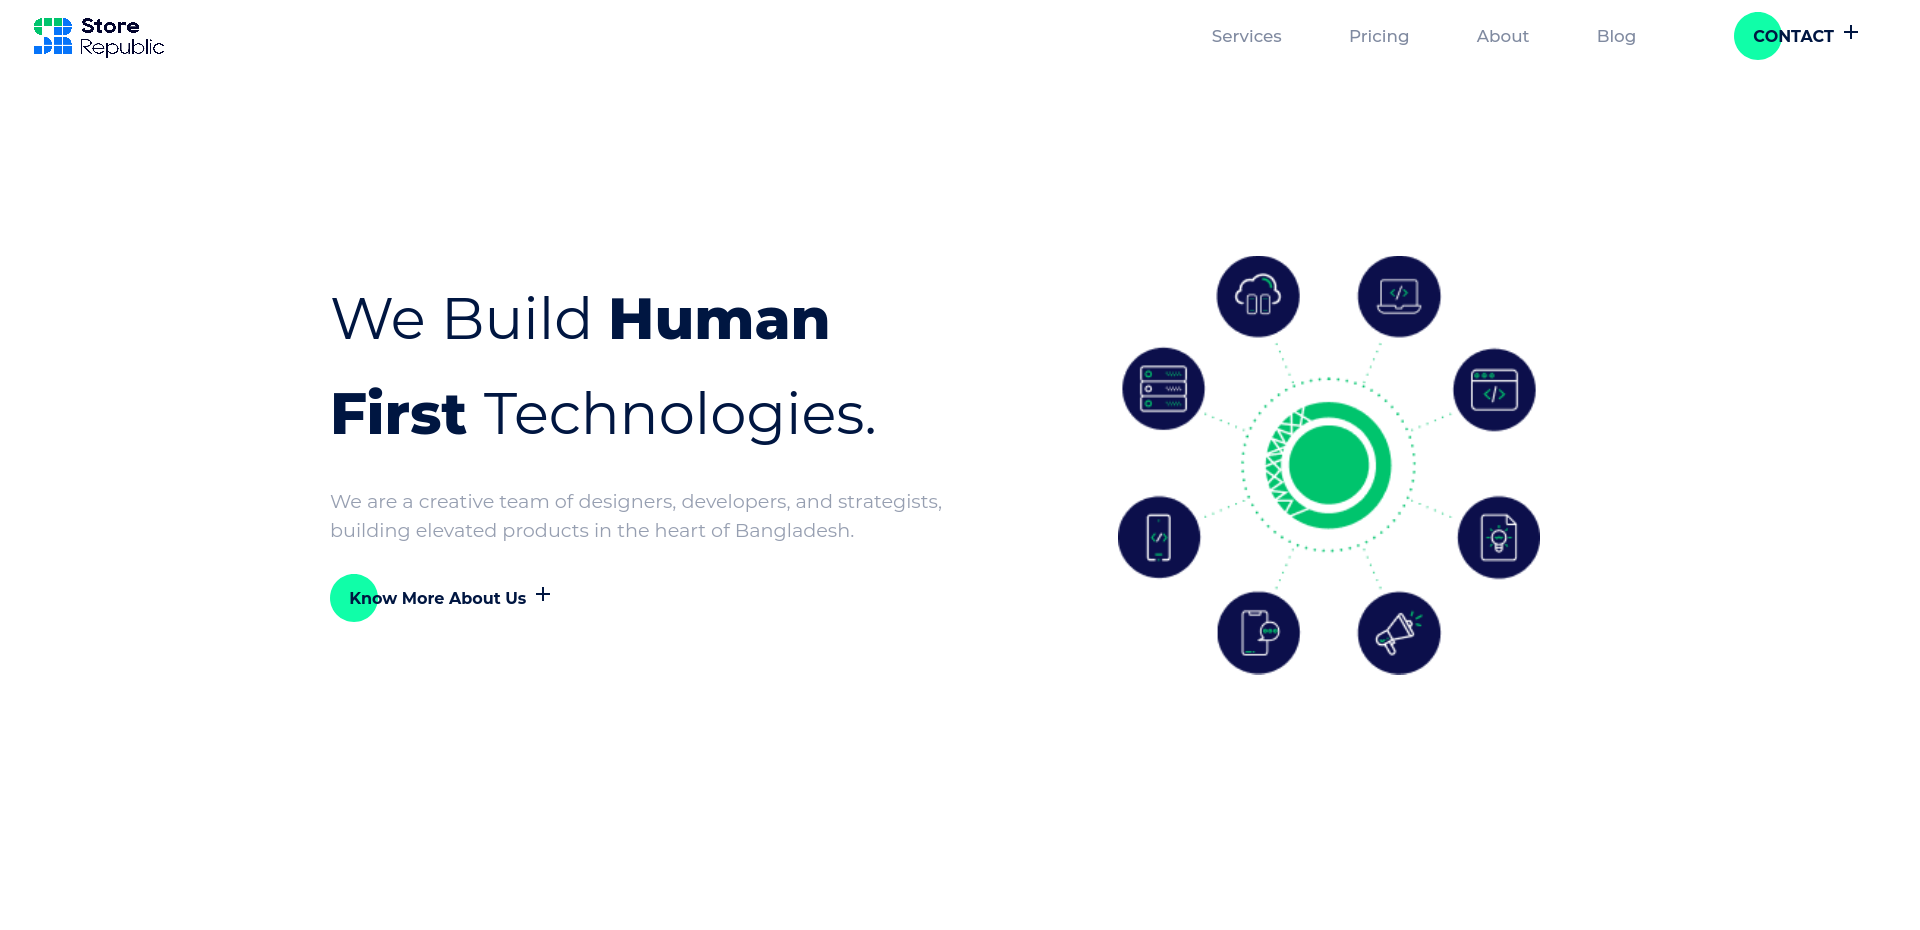 Store
Republic
Services
Pricing
About
Blog
CONTACT +
We Build Human
First Technologies.
We are a creative team of designers, developers, and strategists,
building elevated products in the heart of Bangladesh.
Know More About Us +